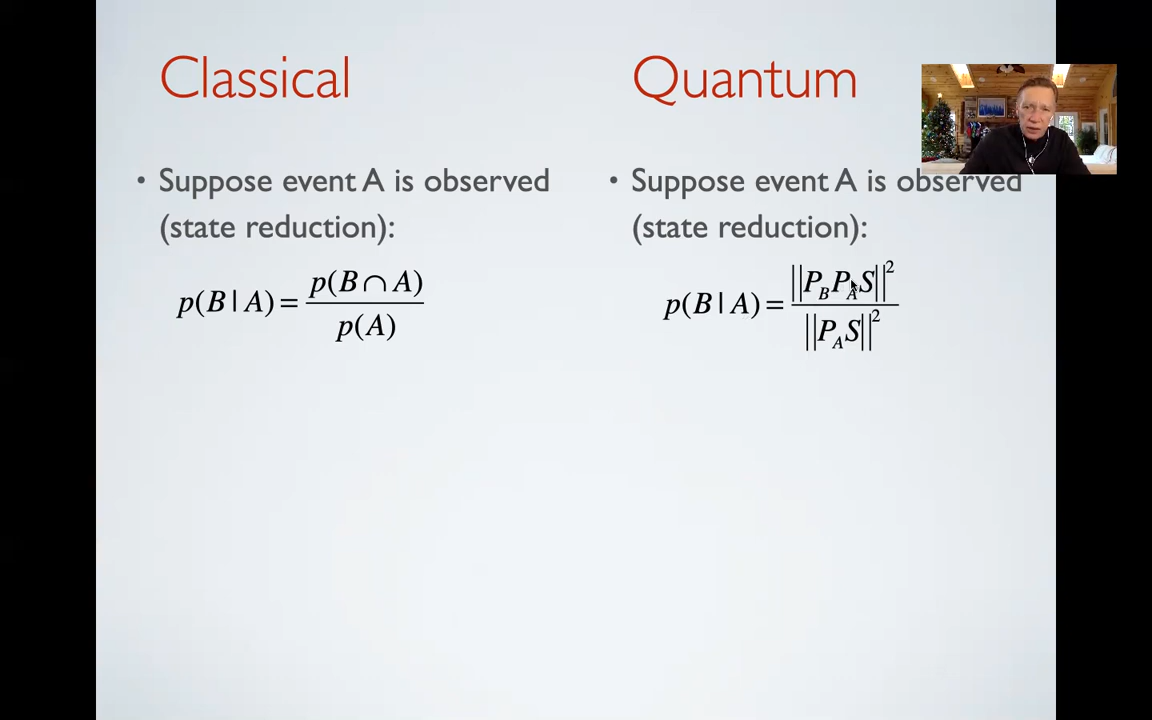 Classical
• Suppose event A is observed
(state reduction):
p(B | A) = p(B ∩ A) / p(A)
Quantum
• Suppose event A is observed
(state reduction):
p(B | A) = ||P_B P_A S||² / ||P_A S||²